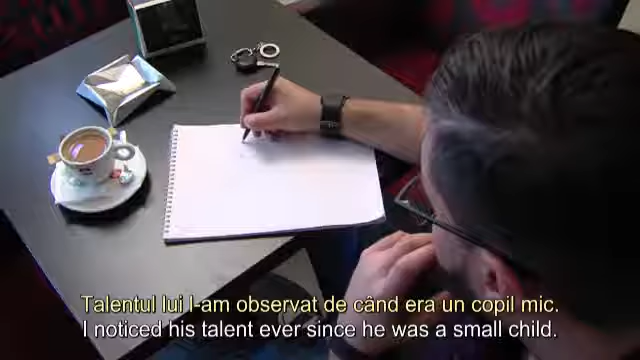 Talentul lui l-am observat de când era un copil mic.
I noticed his talent ever since he was a small child.